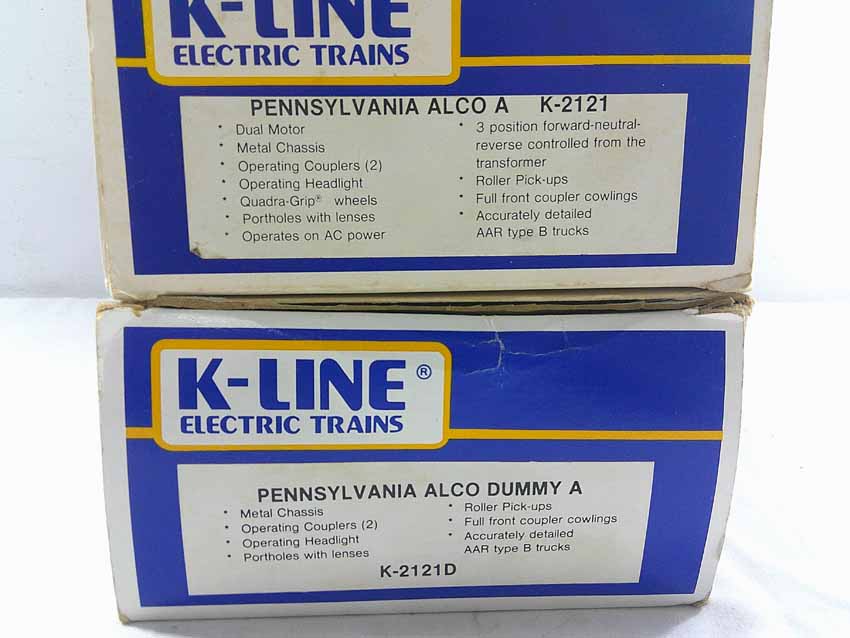 K-LINE
ELECTRIC TRAINS
PENNSYLVANIA ALCO A K-2121
• Dual Motor
• Metal Chassis
• Operating Couplers (2)
• Operating Headlight
• Quadra-Grip® wheels
• Portholes with lenses
• Operates on AC power
• 3 position forward-neutral-
reverse controlled from the
transformer
• Roller Pick-ups
• Full front coupler cowlings
• Accurately detailed
AAR type B trucks
K-LINE®
ELECTRIC TRAINS
PENNSYLVANIA ALCO DUMMY A
• Metal Chassis
• Operating Couplers (2)
• Operating Headlight
• Portholes with lenses
• Roller Pick-ups
• Full front coupler cowlings
• Accurately detailed
AAR type B trucks
K-2121D